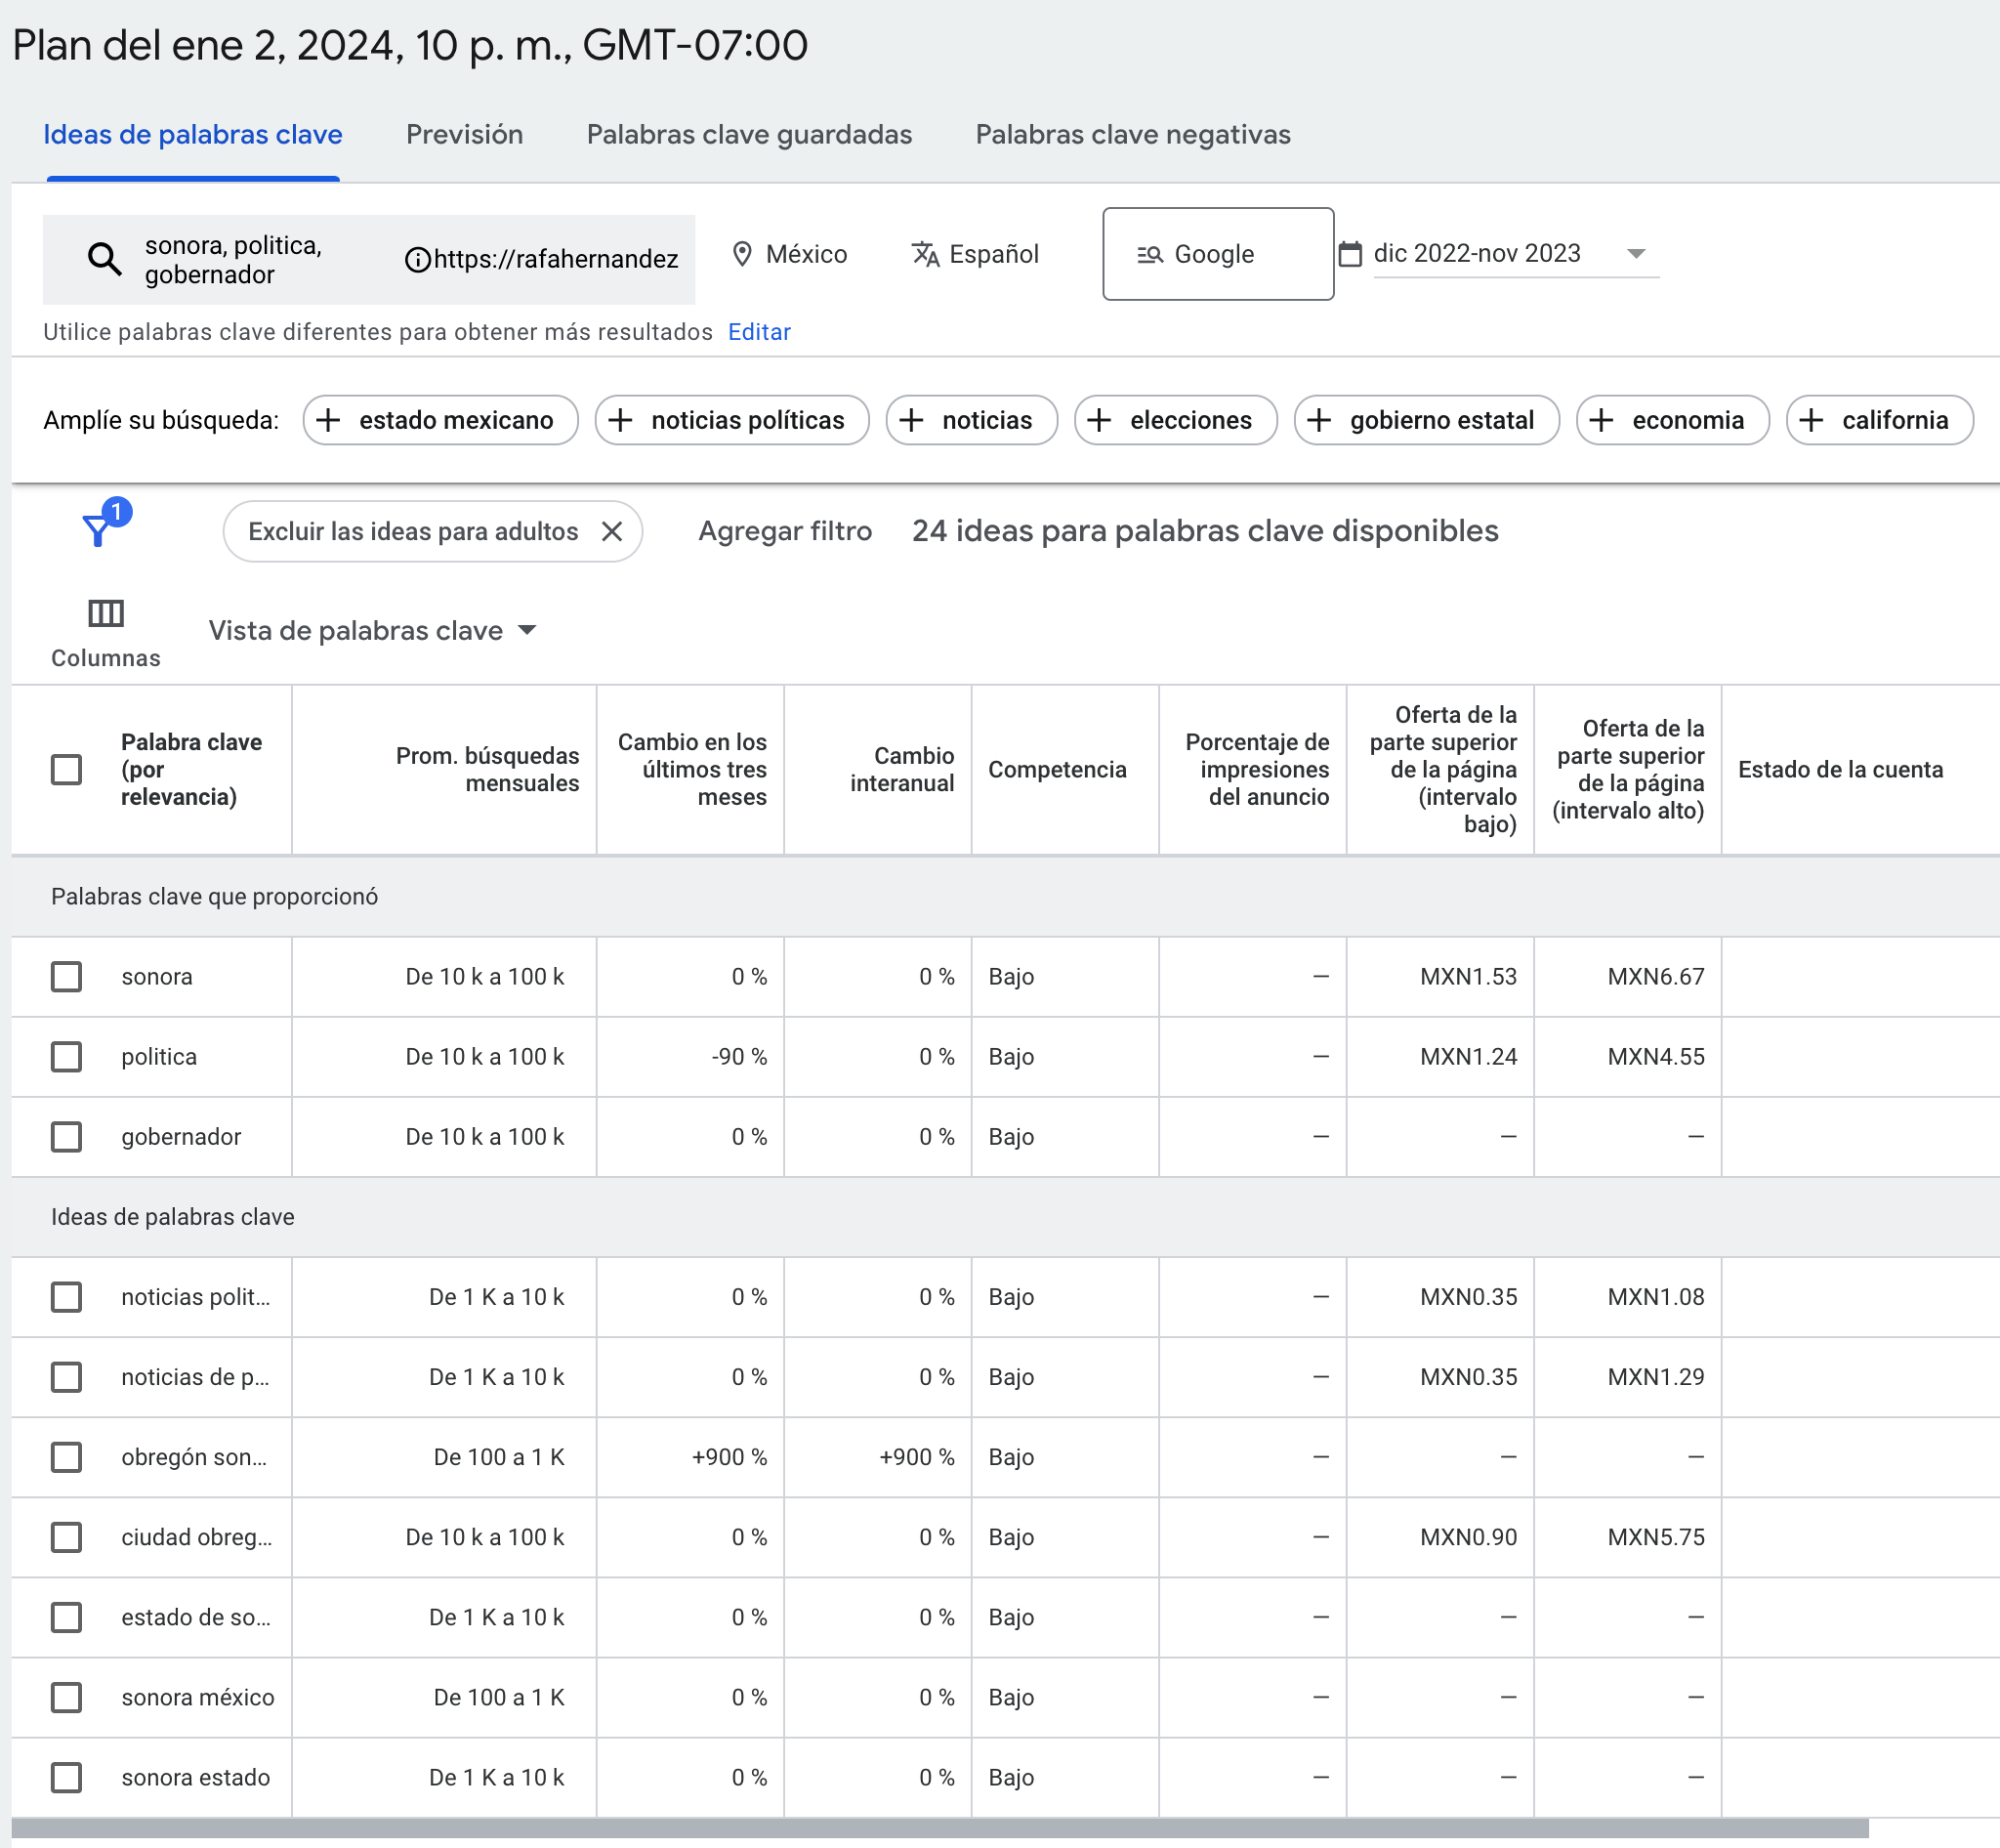 Plan del ene 2, 2024, 10 p. m., GMT-07:00
Ideas de palabras clave
Previsión
Palabras clave guardadas
Palabras clave negativas
sonora, politica,
gobernador
https://rafahernandez
México
Español
Google
dic 2022-nov 2023
Utilice palabras clave diferentes para obtener más resultados Editar
Amplíe su búsqueda:
estado mexicano
noticias políticas
noticias
elecciones
gobierno estatal
economia
california
1
Excluir las ideas para adultos
Agregar filtro
24 ideas para palabras clave disponibles
Columnas
Vista de palabras clave
Palabra clave
(por
relevancia)
Prom. búsquedas
mensuales
Cambio en los
últimos tres
meses
Cambio
interanual
Competencia
Porcentaje de
impresiones
del anuncio
Oferta de la
parte superior
de la página
(intervalo
bajo)
Oferta de la
parte superior
de la página
(intervalo alto)
Estado de la cuenta
Palabras clave que proporcionó
sonora De 10 k a 100 k 0 % 0 % Bajo — MXN1.53 MXN6.67
politica De 10 k a 100 k -90 % 0 % Bajo — MXN1.24 MXN4.55
gobernador De 10 k a 100 k 0 % 0 % Bajo — — —
Ideas de palabras clave
noticias polit... De 1 K a 10 k 0 % 0 % Bajo — MXN0.35 MXN1.08
noticias de p... De 1 K a 10 k 0 % 0 % Bajo — MXN0.35 MXN1.29
obregón son... De 100 a 1 K +900 % +900 % Bajo — — —
ciudad obreg... De 10 k a 100 k 0 % 0 % Bajo — MXN0.90 MXN5.75
estado de so... De 1 K a 10 k 0 % 0 % Bajo — — —
sonora méxico De 100 a 1 K 0 % 0 % Bajo — — —
sonora estado De 1 K a 10 k 0 % 0 % Bajo — — —